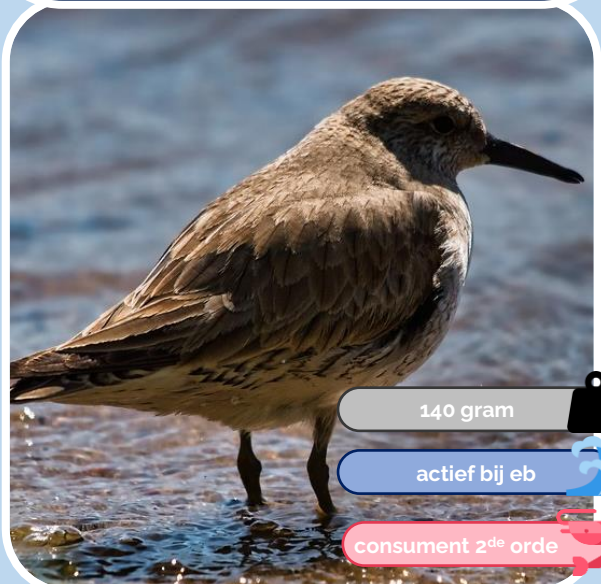 140 gram
actief bij eb
consument 2de orde